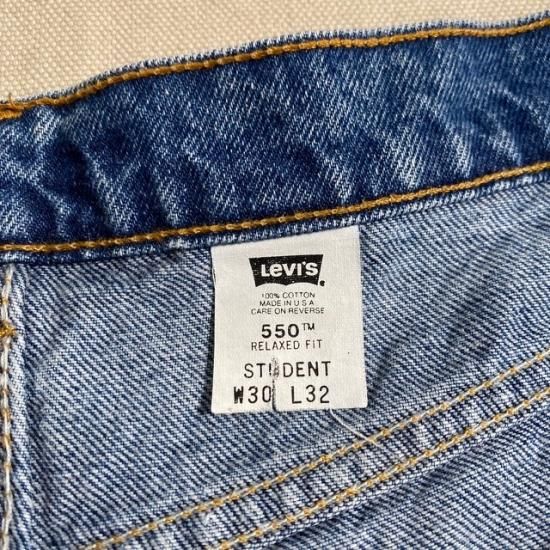 LEVI'S
100% COTTON
MADE IN U S A
CARE ON REVERSE
550™
RELAXED FIT
STUDENT
W30 L32